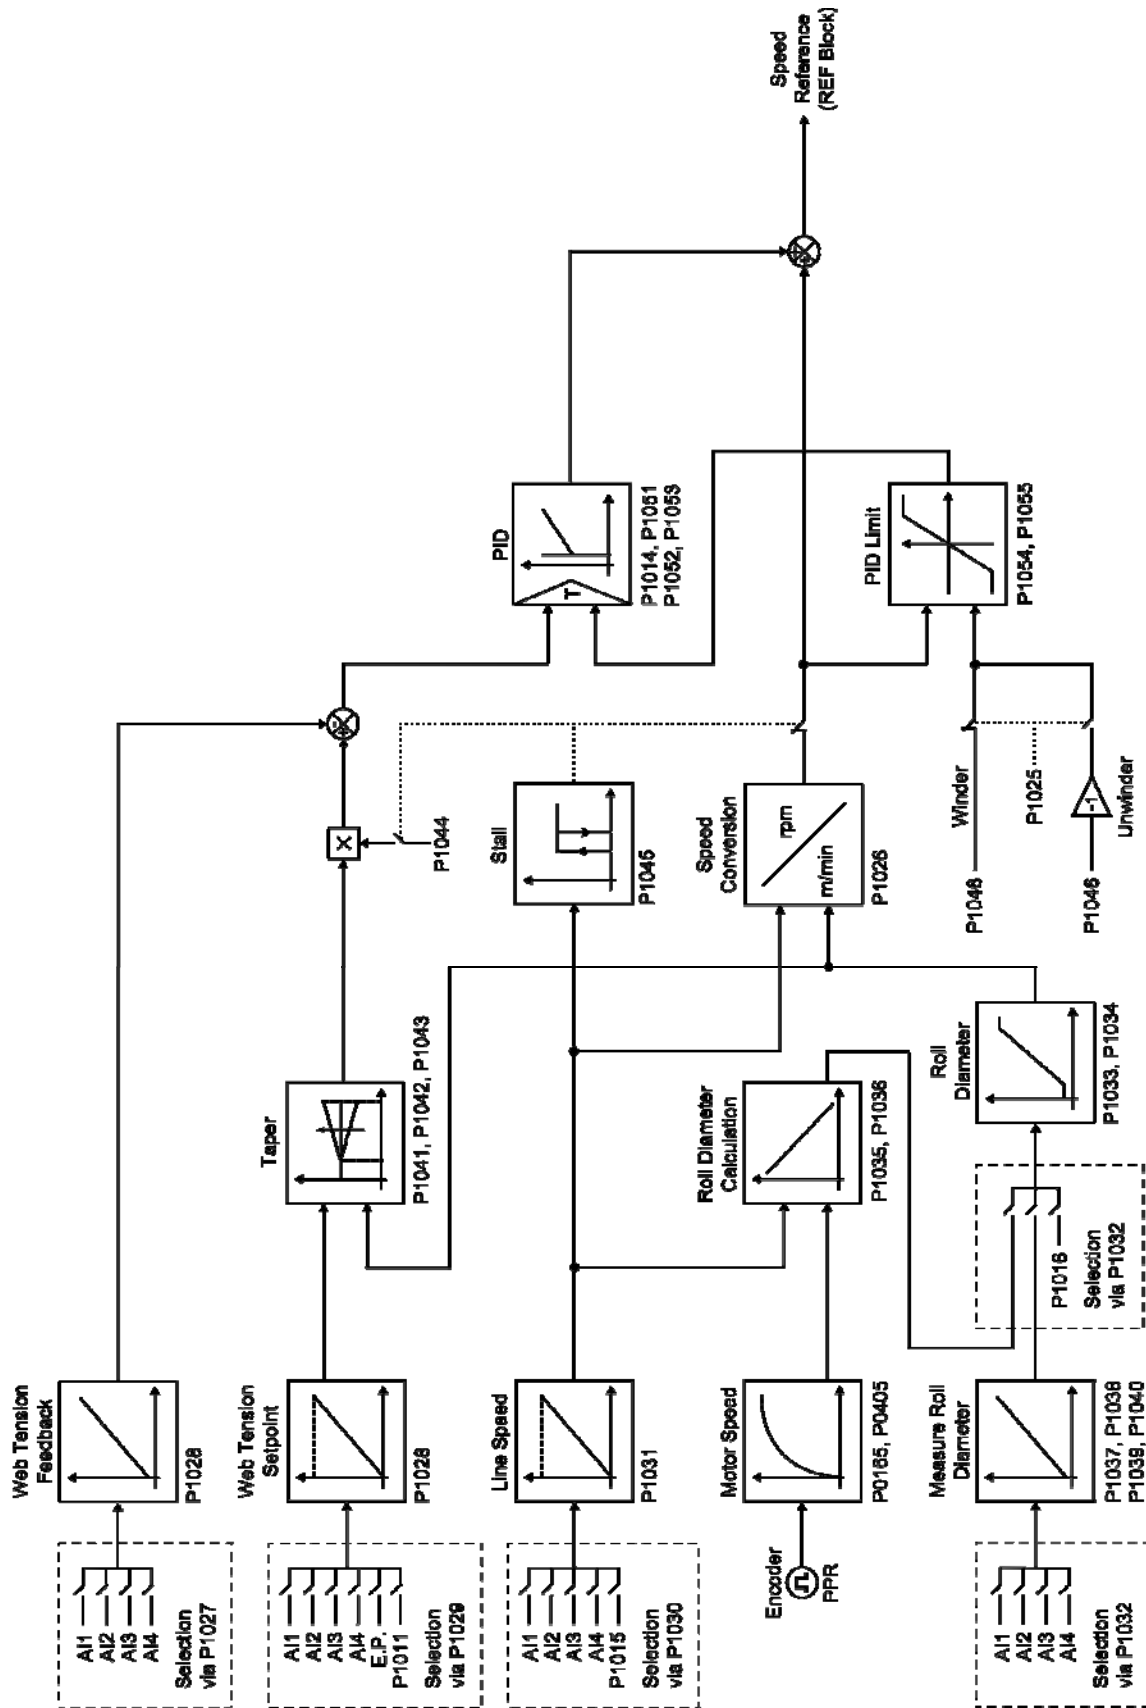 Web Tension
Feedback
P1028
AI1
AI2
AI3
AI4
Selection
via P1027
Web Tension
Setpoint
P1028
AI1
AI2
AI3
AI4
E.P.
P1011
Selection
via P1029
Taper
P1041, P1042, P1043
X
P1044
Line Speed
P1031
AI1
AI2
AI3
AI4
P1015
Selection
via P1030
Stall
P1045
PID
T
P1014, P1051
P1052, P1053
Encoder
PPR
Motor Speed
P0165, P0405
Roll Diameter
Calculation
P1035, P1036
Speed
Conversion
rpm
m/min
P1026
Speed
Reference
(REF Block)
PID Limit
P1054, P1055
AI1
AI2
AI3
AI4
Selection
via P1032
Measure Roll
Diameter
P1037, P1038
P1039, P1040
P1016
Selection
via P1032
Roll
Diameter
P1033, P1034
Winder
P1046
P1025
P1046
-1
Unwinder